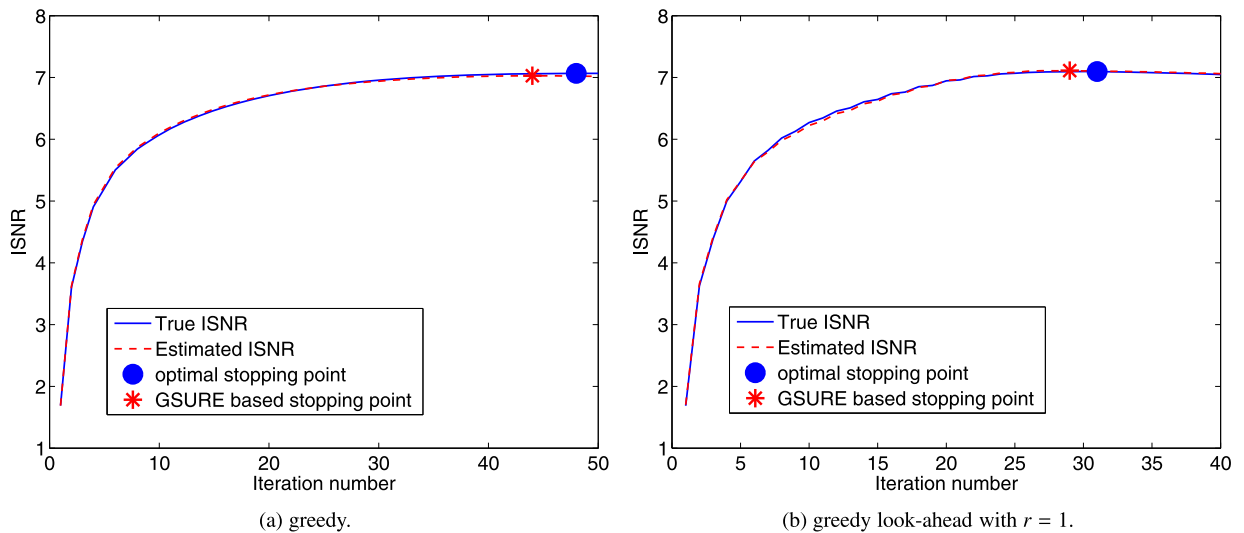 8
7
6
5
4
3
2
1
ISNR
True ISNR
Estimated ISNR
optimal stopping point
GSURE based stopping point
0 10 20 30 40 50
Iteration number
(a) greedy.
8
7
6
5
4
3
2
1
ISNR
True ISNR
Estimated ISNR
optimal stopping point
GSURE based stopping point
0 5 10 15 20 25 30 35 40
Iteration number
(b) greedy look-ahead with r = 1.